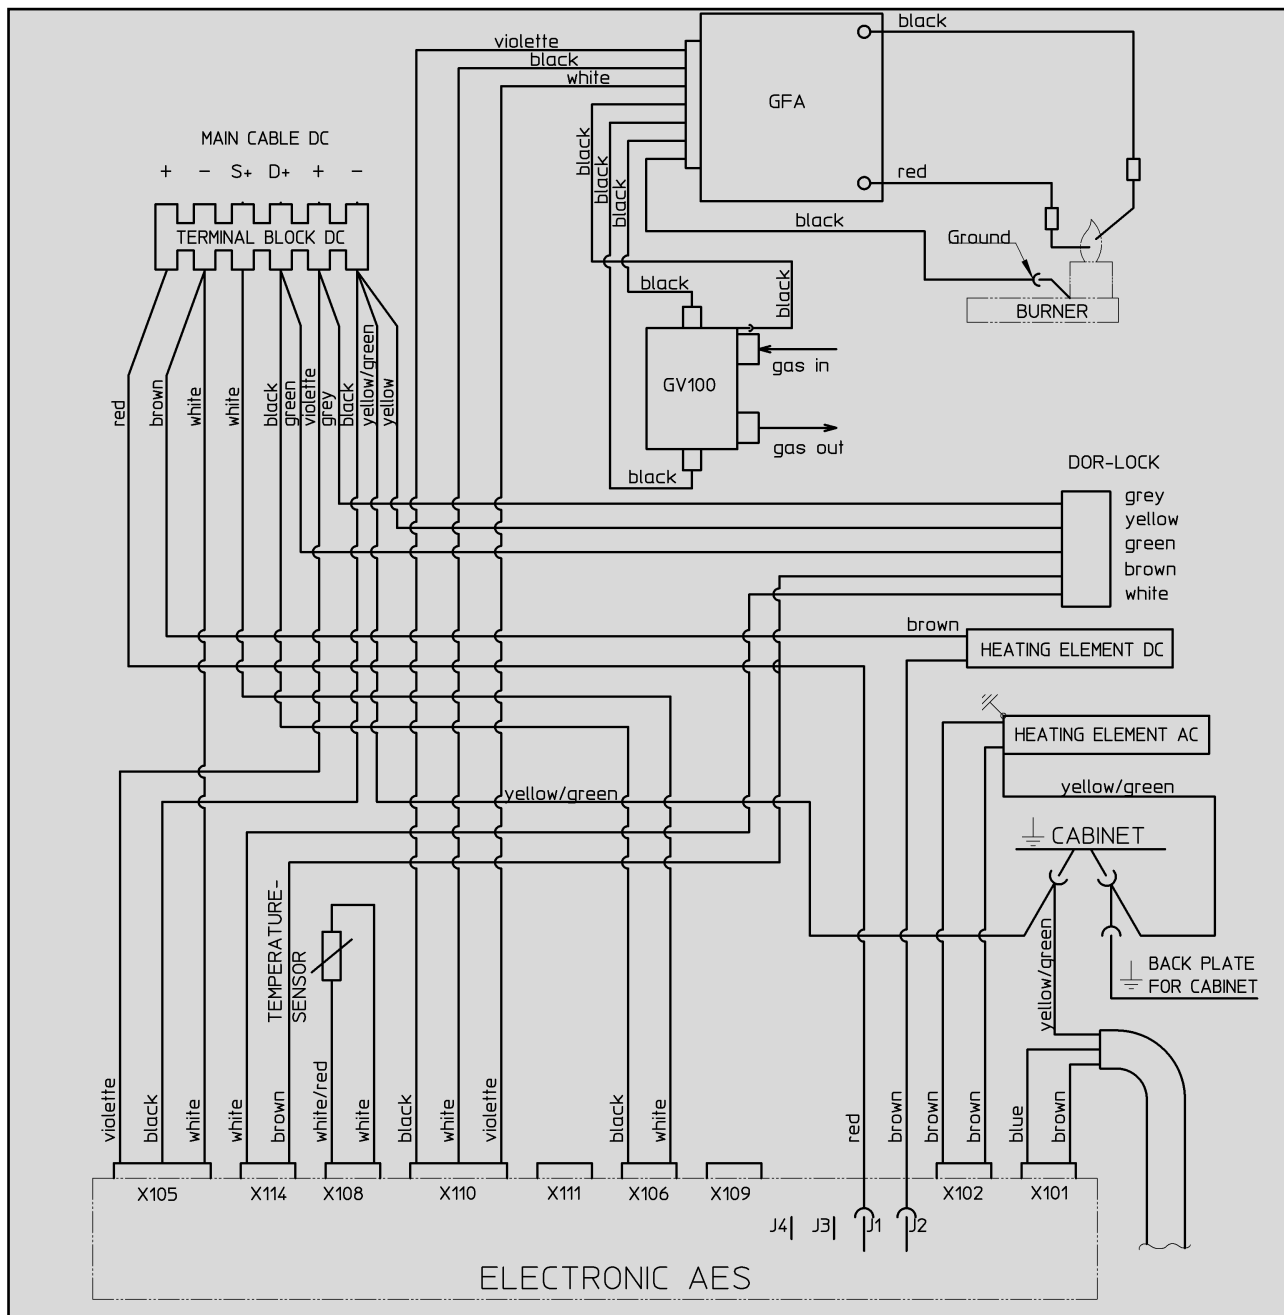 violette
black
white
black
black
black
GFA
black
red
black
Ground
BURNER
MAIN CABLE DC
+ - S+ D+ + -
TERMINAL BLOCK DC
red
brown
white
white
black
green
violette
grey
black
yellow/green
yellow
black
black
GV100
gas in
gas out
black
DOR-LOCK
grey
yellow
green
brown
white
brown
HEATING ELEMENT DC
HEATING ELEMENT AC
yellow/green
yellow/green
CABINET
yellow/green
BACK PLATE
FOR CABINET
TEMPERATURE-
SENSOR
violette
black
white
white
brown
white/red
white
black
white
violette
black
white
red
brown
brown
brown
blue
brown
X105
X114
X108
X110
X111
X106
X109
X102
X101
J4
J3
J1
J2
ELECTRONIC AES